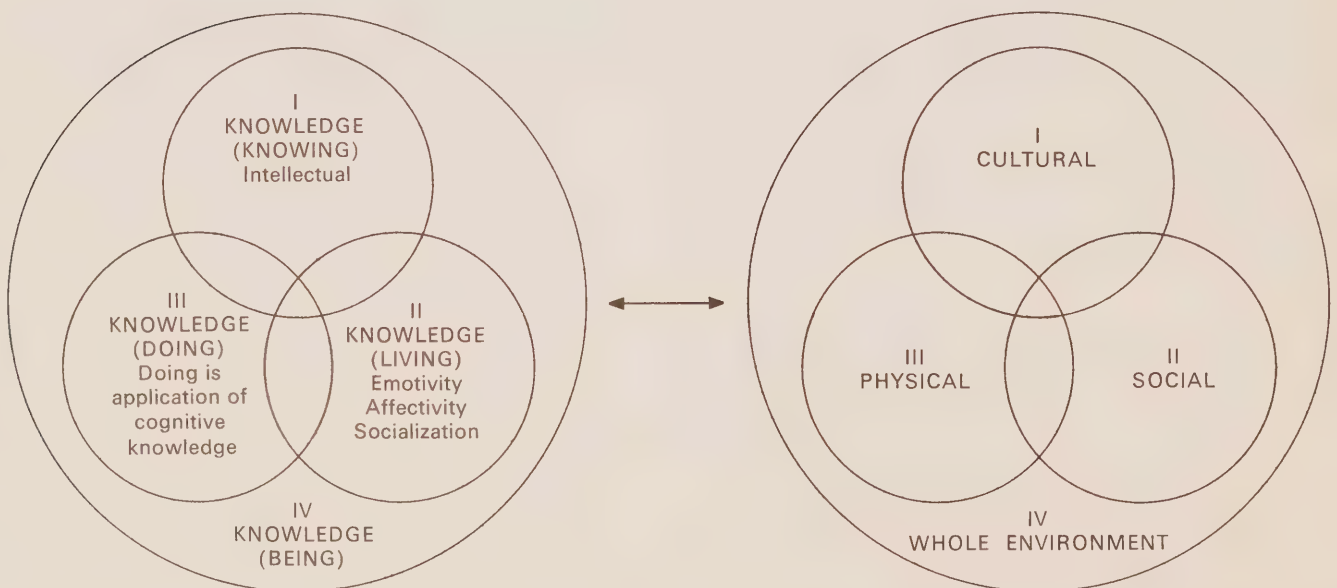 I
KNOWLEDGE
(KNOWING)
Intellectual
III
KNOWLEDGE
(DOING)
Doing is
application of
cognitive
knowledge
II
KNOWLEDGE
(LIVING)
Emotivity
Affectivity
Socialization
IV
KNOWLEDGE
(BEING)
I
CULTURAL
III
PHYSICAL
II
SOCIAL
IV
WHOLE ENVIRONMENT